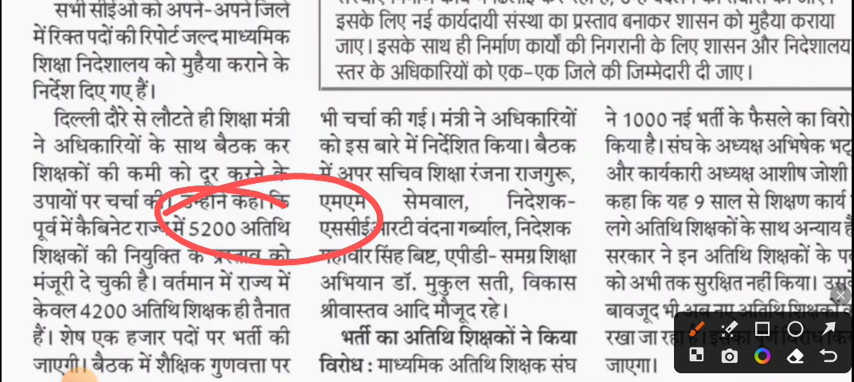 सभी सीईओ को अपने-अपने जिले
में रिक्त पदों की रिपोर्ट जल्द माध्यमिक
शिक्षा निदेशालय को मुहैया कराने के
निर्देश दिए गए हैं।
दिल्ली दौरे से लौटते ही शिक्षा मंत्री
ने अधिकारियों के साथ बैठक कर
शिक्षकों की कमी को दूर करने के
उपायों पर चर्चा की। उन्होंने कहा कि
पूर्व में कैबिनेट राज्य में 5200 अतिथि
शिक्षकों की नियुक्ति के प्रस्ताव को
मंजूरी दे चुकी है। वर्तमान में राज्य में
केवल 4200 अतिथि शिक्षक ही तैनात
हैं। शेष एक हजार पदों पर भर्ती की
जाएगी। बैठक में शैक्षिक गुणवत्ता पर
इसके लिए नई कार्यदायी संस्था का प्रस्ताव बनाकर शासन को मुहैया कराया
जाए। इसके साथ ही निर्माण कार्यों की निगरानी के लिए शासन और निदेशालय
स्तर के अधिकारियों को एक-एक जिले की जिम्मेदारी दी जाए।
भी चर्चा की गई। मंत्री ने अधिकारियों
को इस बारे में निर्देशित किया। बैठक
में अपर सचिव शिक्षा रंजना राजगुरू,
एमएम सेमवाल, निदेशक-
एससीईआरटी वंदना गर्ब्याल, निदेशक
महावीर सिंह बिष्ट, एपीडी- समग्र शिक्षा
अभियान डॉ. मुकुल सती, विकास
श्रीवास्तव आदि मौजूद रहे।
भर्ती का अतिथि शिक्षकों ने किया
विरोध : माध्यमिक अतिथि शिक्षक संघ
ने 1000 नई भर्ती के फैसले का
किया है। संघ के अध्यक्ष अभिषेक
और कार्यकारी अध्यक्ष आशीष जोशी
कहा कि यह 9 साल से शिक्षण कार्य
लगे अतिथि शिक्षकों के साथ अन्याय
सरकार ने इन अतिथि शिक्षकों के
को अभी तक सुरक्षित नहीं किया।
बावजूद भी अब नए अतिथि शिक्षकों
रखा जा रहा
जाएगा।